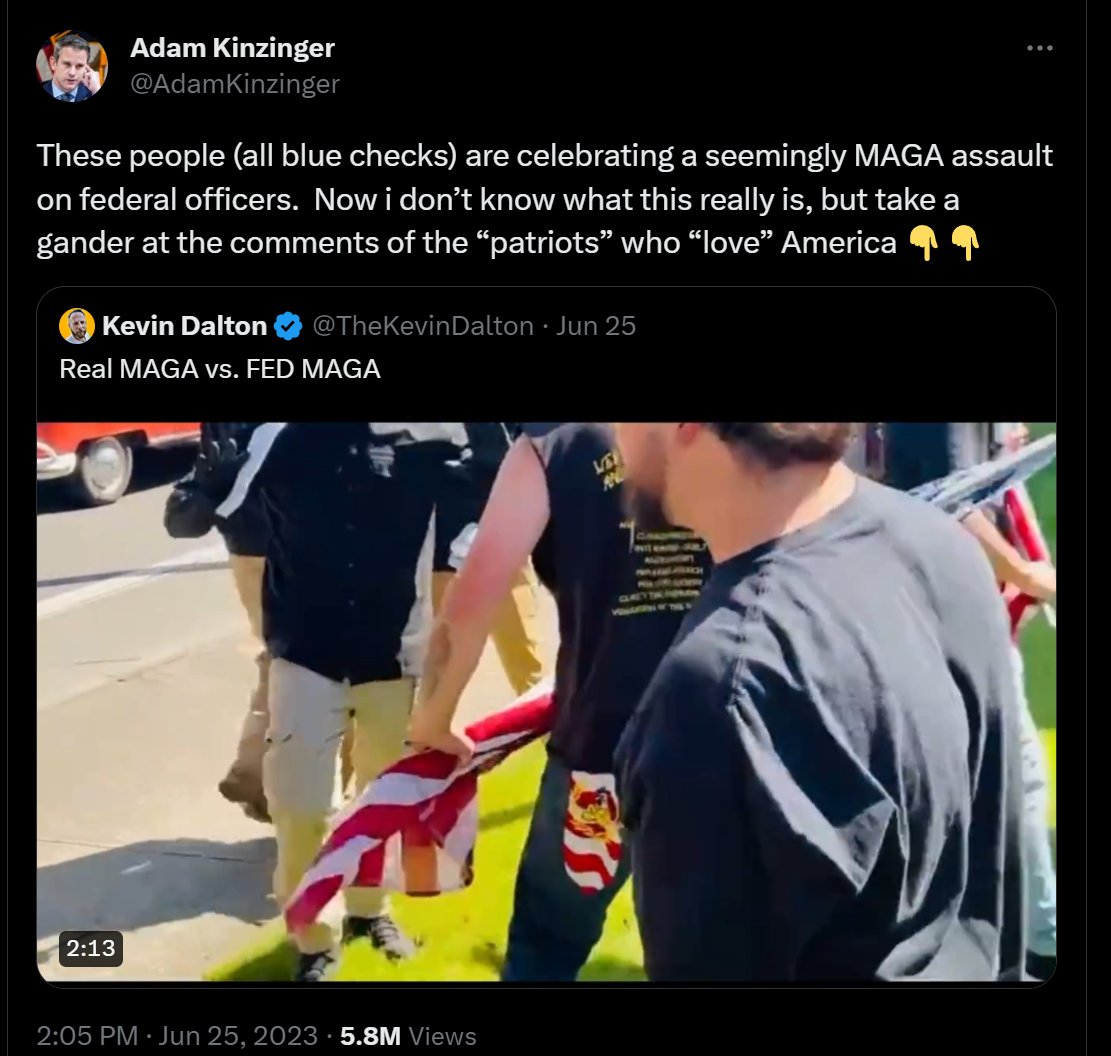 Adam Kinzinger
@AdamKinzinger
These people (all blue checks) are celebrating a seemingly MAGA assault
on federal officers.  Now i don’t know what this really is, but take a
gander at the comments of the “patriots” who “love” America 👇👇
Kevin Dalton @TheKevinDalton · Jun 25
Real MAGA vs. FED MAGA
2:13
2:05 PM · Jun 25, 2023 · 5.8M Views